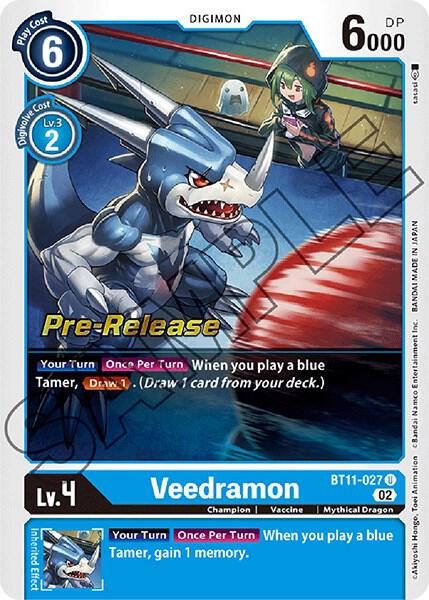 Play Cost
6
DIGIMON
DP
6000
Digivolve Cost
Lv.3
2
sasasi
SAMPLE
Pre-Release
Your Turn Once Per Turn When you play a blue
Tamer, Draw 1. (Draw 1 card from your deck.)
Lv.4
Veedramon
BT11-027 U
02
Champion | Vaccine | Mythical Dragon
Inherited Effect
Your Turn Once Per Turn When you play a blue
Tamer, gain 1 memory.
©Akiyoshi Hongo, Toei Animation ©Bandai Namco Entertainment Inc. BANDAI MADE IN JAPAN